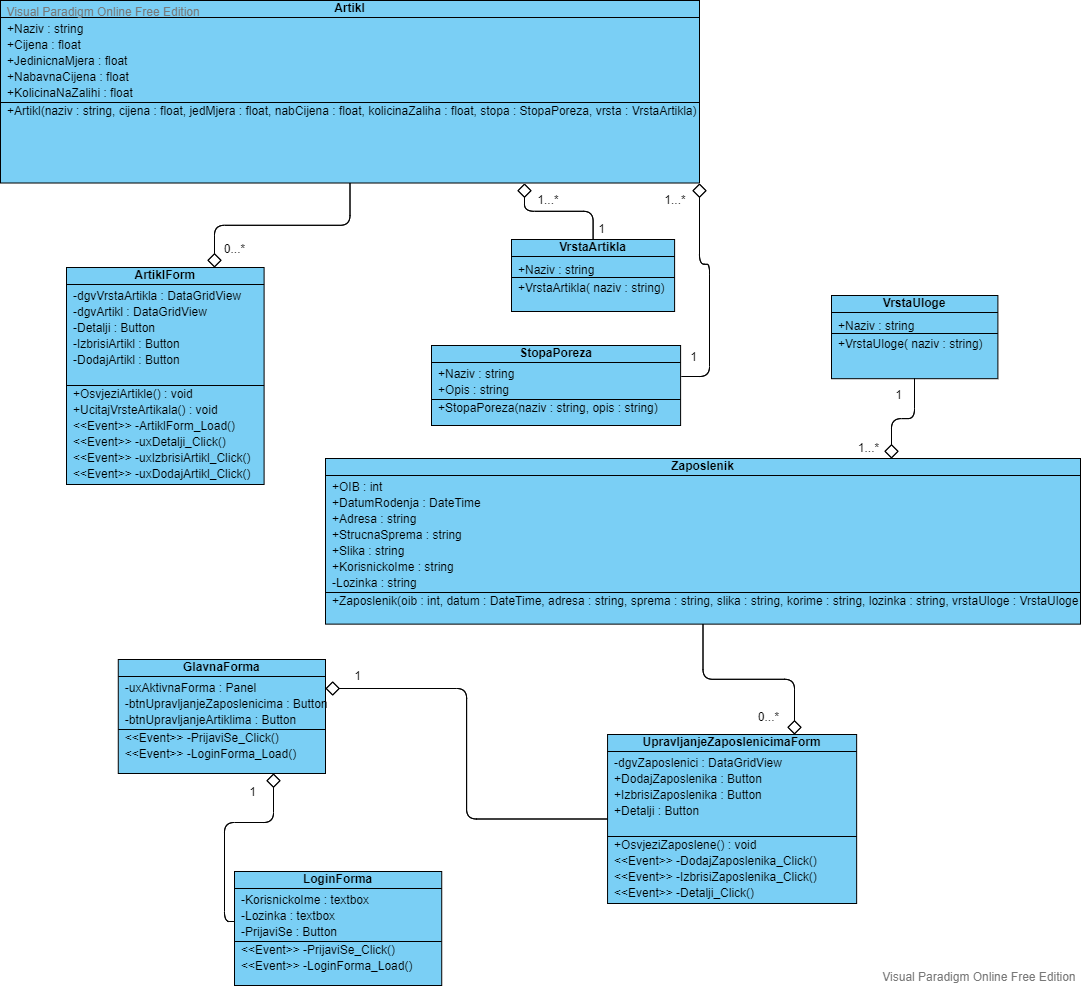 Visual Paradigm Online Free Edition
Artikl
+Naziv : string
+Cijena : float
+JedinicnaMjera : float
+NabavnaCijena : float
+KolicinaNaZalihi : float
+Artikl(naziv : string, cijena : float, jedMjera : float, nabCijena : float, kolicinaZaliha : float, stopa : StopaPoreza, vrsta : VrstaArtikla)
1...*
1...*
1
0...*
VrstaArtikla
+Naziv : string
+VrstaArtikla( naziv : string)
ArtiklForm
-dgvVrstaArtikla : DataGridView
-dgvArtikl : DataGridView
-Detalji : Button
-IzbrisiArtikl : Button
-DodajArtikl : Button
+OsvjeziArtikle() : void
+UcitajVrsteArtikala() : void
<<Event>> -ArtiklForm_Load()
<<Event>> -uxDetalji_Click()
<<Event>> -uxIzbrisiArtikl_Click()
<<Event>> -uxDodajArtikl_Click()
VrstaUloge
+Naziv : string
+VrstaUloge( naziv : string)
StopaPoreza
+Naziv : string
+Opis : string
+StopaPoreza(naziv : string, opis : string)
1
1
1...*
Zaposlenik
+OIB : int
+DatumRodenja : DateTime
+Adresa : string
+StrucnaSprema : string
+Slika : string
+KorisnickoIme : string
-Lozinka : string
+Zaposlenik(oib : int, datum : DateTime, adresa : string, sprema : string, slika : string, korime : string, lozinka : string, vrstaUloge : VrstaUloge
GlavnaForma
-uxAktivnaForma : Panel
-btnUpravljanjeZaposlenicima : Button
-btnUpravljanjeArtiklima : Button
<<Event>> -PrijaviSe_Click()
<<Event>> -LoginForma_Load()
1
0...*
UpravljanjeZaposlenicimaForm
-dgvZaposlenici : DataGridView
+DodajZaposlenika : Button
+IzbrisiZaposlenika : Button
+Detalji : Button
+OsvjeziZaposlene() : void
<<Event>> -DodajZaposlenika_Click()
<<Event>> -IzbrisiZaposlenika_Click()
<<Event>> -Detalji_Click()
1
LoginForma
-KorisnickoIme : textbox
-Lozinka : textbox
-PrijaviSe : Button
<<Event>> -PrijaviSe_Click()
<<Event>> -LoginForma_Load()
Visual Paradigm Online Free Edition